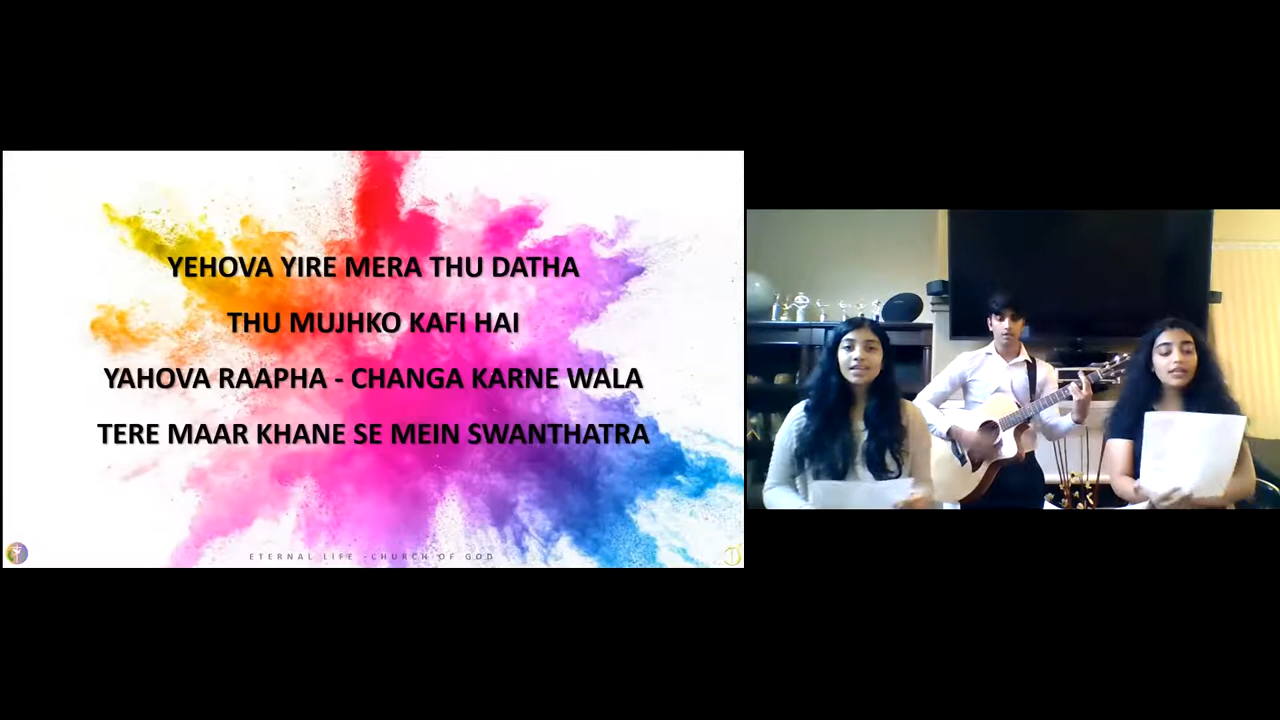 YEHOVA YIRE MERA THU DATHA
THU MUJHKO KAFI HAI
YAHOVA RAAPHA - CHANGA KARNE WALA
TERE MAAR KHANE SE MEIN SWANTHATRA
ETERNAL LIFE -CHURCH OF GOD